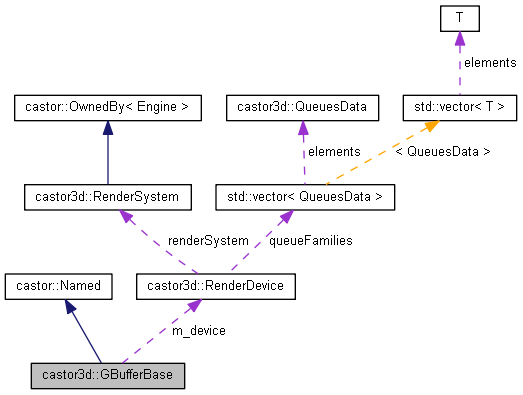 T
elements
castor::OwnedBy< Engine >
castor3d::QueuesData
std::vector< T >
elements
< QueuesData >
castor3d::RenderSystem
std::vector< QueuesData >
renderSystem
queueFamilies
castor::Named
castor3d::RenderDevice
m_device
castor3d::GBufferBase